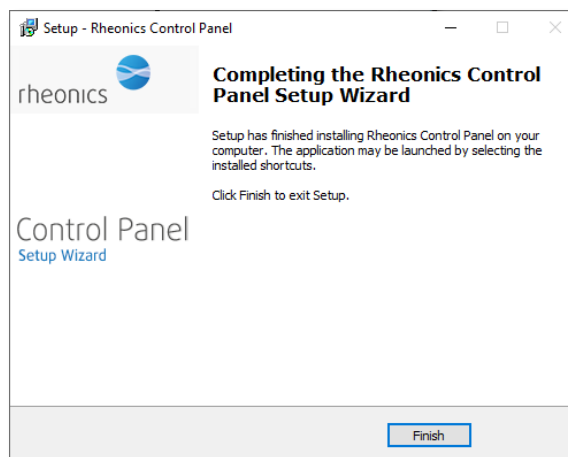 Setup - Rheonics Control Panel
rheonics
Completing the Rheonics Control
Panel Setup Wizard
Setup has finished installing Rheonics Control Panel on your
computer. The application may be launched by selecting the
installed shortcuts.
Click Finish to exit Setup.
Control Panel
Setup Wizard
Finish